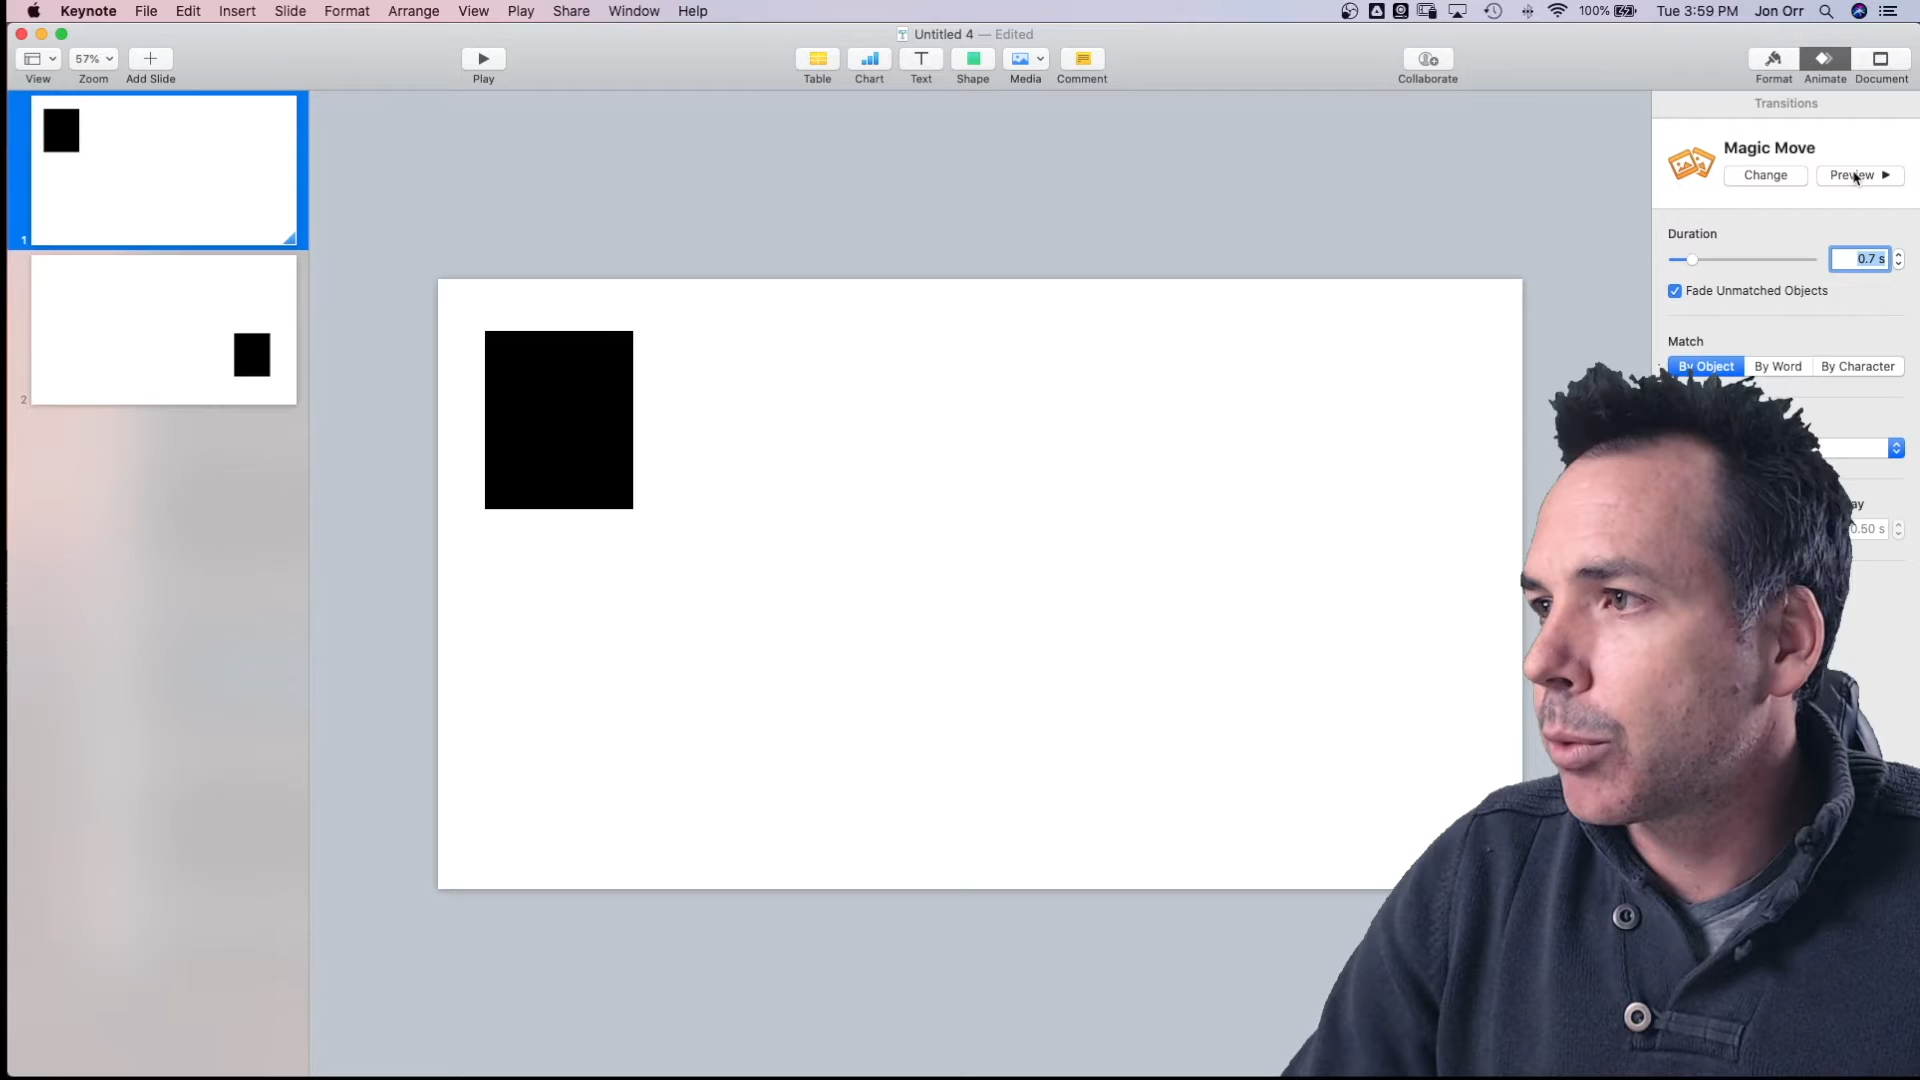 Keynote File Edit Insert Slide Format Arrange View Play Share Window Help 100% Tue 3:59 PM Jon Orr
Untitled 4 — Edited
57%
View Zoom Add Slide Play Table Chart Text Shape Media Comment Collaborate Format Animate Document
Transitions
Magic Move
Change Preview
Duration
0.7 s
Fade Unmatched Objects
Match
By Object By Word By Character
0.50 s
1
2